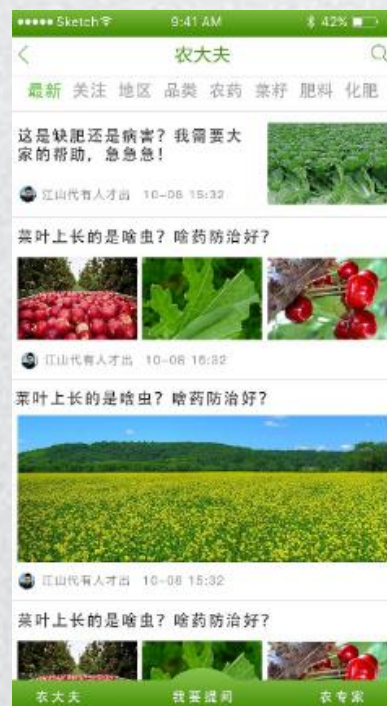 Sketch 9:41 AM 42%
农大夫
最新 关注 地区 品类 农药 菜籽 肥料 化肥
这是缺肥还是病害？我需要大
家的帮助，急急急！
江山代有人才出 10-08 15:32
菜叶上长的是啥虫？啥药防治好？
江山代有人才出 10-08 15:32
菜叶上长的是啥虫？啥药防治好？
江山代有人才出 10-08 15:32
菜叶上长的是啥虫？啥药防治好？
农大夫 我要提问 农专家